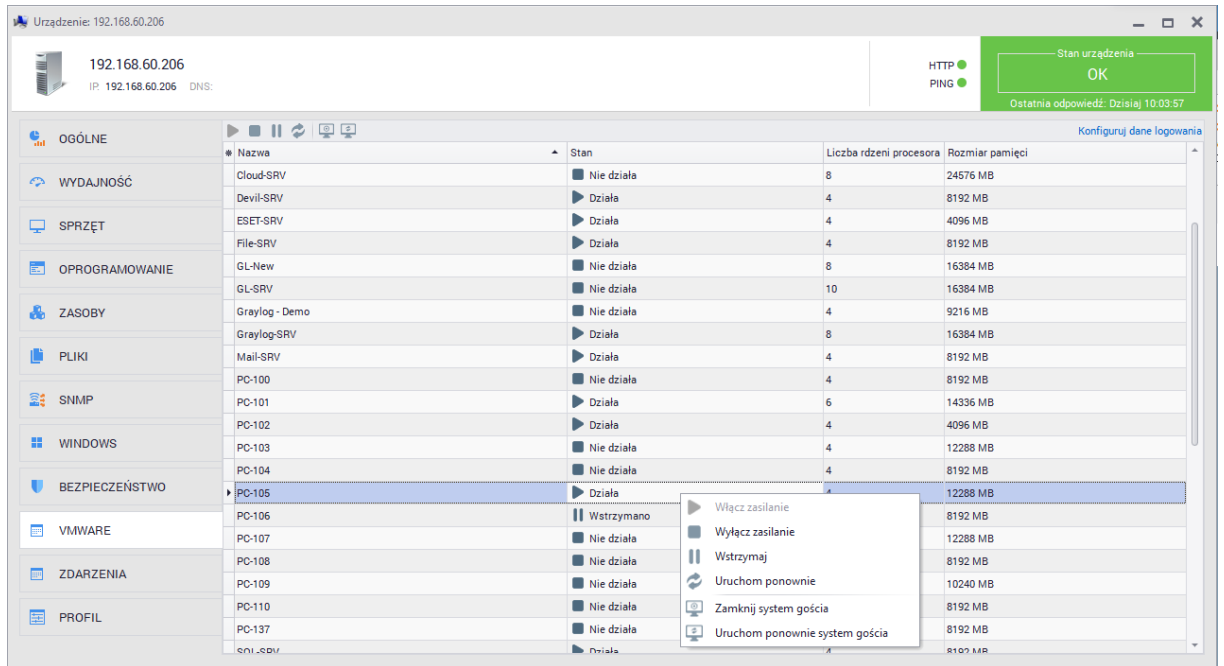 Urządzenie: 192.168.60.206
192.168.60.206
IP: 192.168.60.206 DNS:
HTTP
PING
Stan urządzenia
OK
Ostatnia odpowiedź: Dzisiaj 10:03:57
OGÓLNE
WYDAJNOŚĆ
SPRZĘT
OPROGRAMOWANIE
ZASOBY
PLIKI
SNMP
WINDOWS
BEZPIECZEŃSTWO
VMWARE
ZDARZENIA
PROFIL
Konfiguruj dane logowania
Nazwa Stan Liczba rdzeni procesora Rozmiar pamięci
Cloud-SRV Nie działa 8 24576 MB
Devil-SRV Działa 4 8192 MB
ESET-SRV Działa 4 4096 MB
File-SRV Działa 4 8192 MB
GL-New Nie działa 8 16384 MB
GL-SRV Nie działa 10 16384 MB
Graylog - Demo Nie działa 4 9216 MB
Graylog-SRV Działa 8 16384 MB
Mail-SRV Działa 4 8192 MB
PC-100 Nie działa 4 8192 MB
PC-101 Działa 6 14336 MB
PC-102 Działa 4 4096 MB
PC-103 Nie działa 4 12288 MB
PC-104 Nie działa 4 8192 MB
PC-105 Działa 4 12288 MB
PC-106 Wstrzymano 8192 MB
PC-107 Nie działa 12288 MB
PC-108 Nie działa 8192 MB
PC-109 Nie działa 10240 MB
PC-110 Nie działa 8192 MB
PC-137 Nie działa 8192 MB
SQL-SRV Działa 4 8192 MB
Włącz zasilanie
Wyłącz zasilanie
Wstrzymaj
Uruchom ponownie
Zamknij system gościa
Uruchom ponownie system gościa